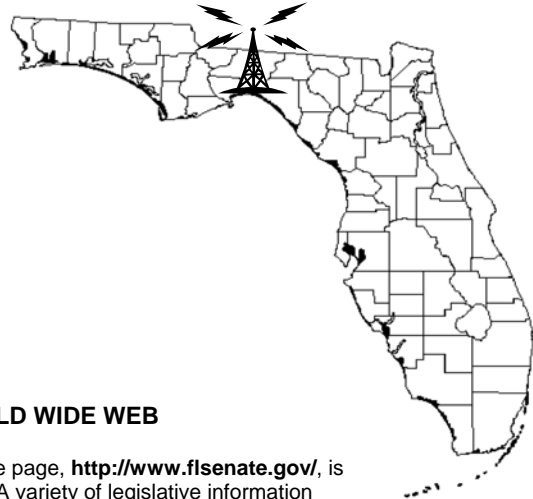 LD WIDE WEB
e page, http://www.flsenate.gov/, is
A variety of legislative information